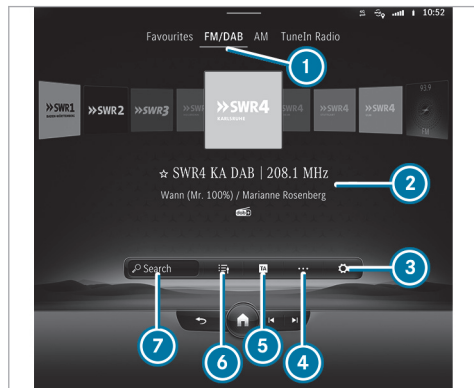 10:52
Favourites FM/DAB AM TuneIn Radio
1
SWR1
SWR2
SWR3
SWR4
KARLSRUHE
SWR4
SWR4
93.9
FM
☆ SWR4 KA DAB | 208.1 MHz
2
Wann (Mr. 100%) / Marianne Rosenberg
Search
TA
3
7
6
5
4